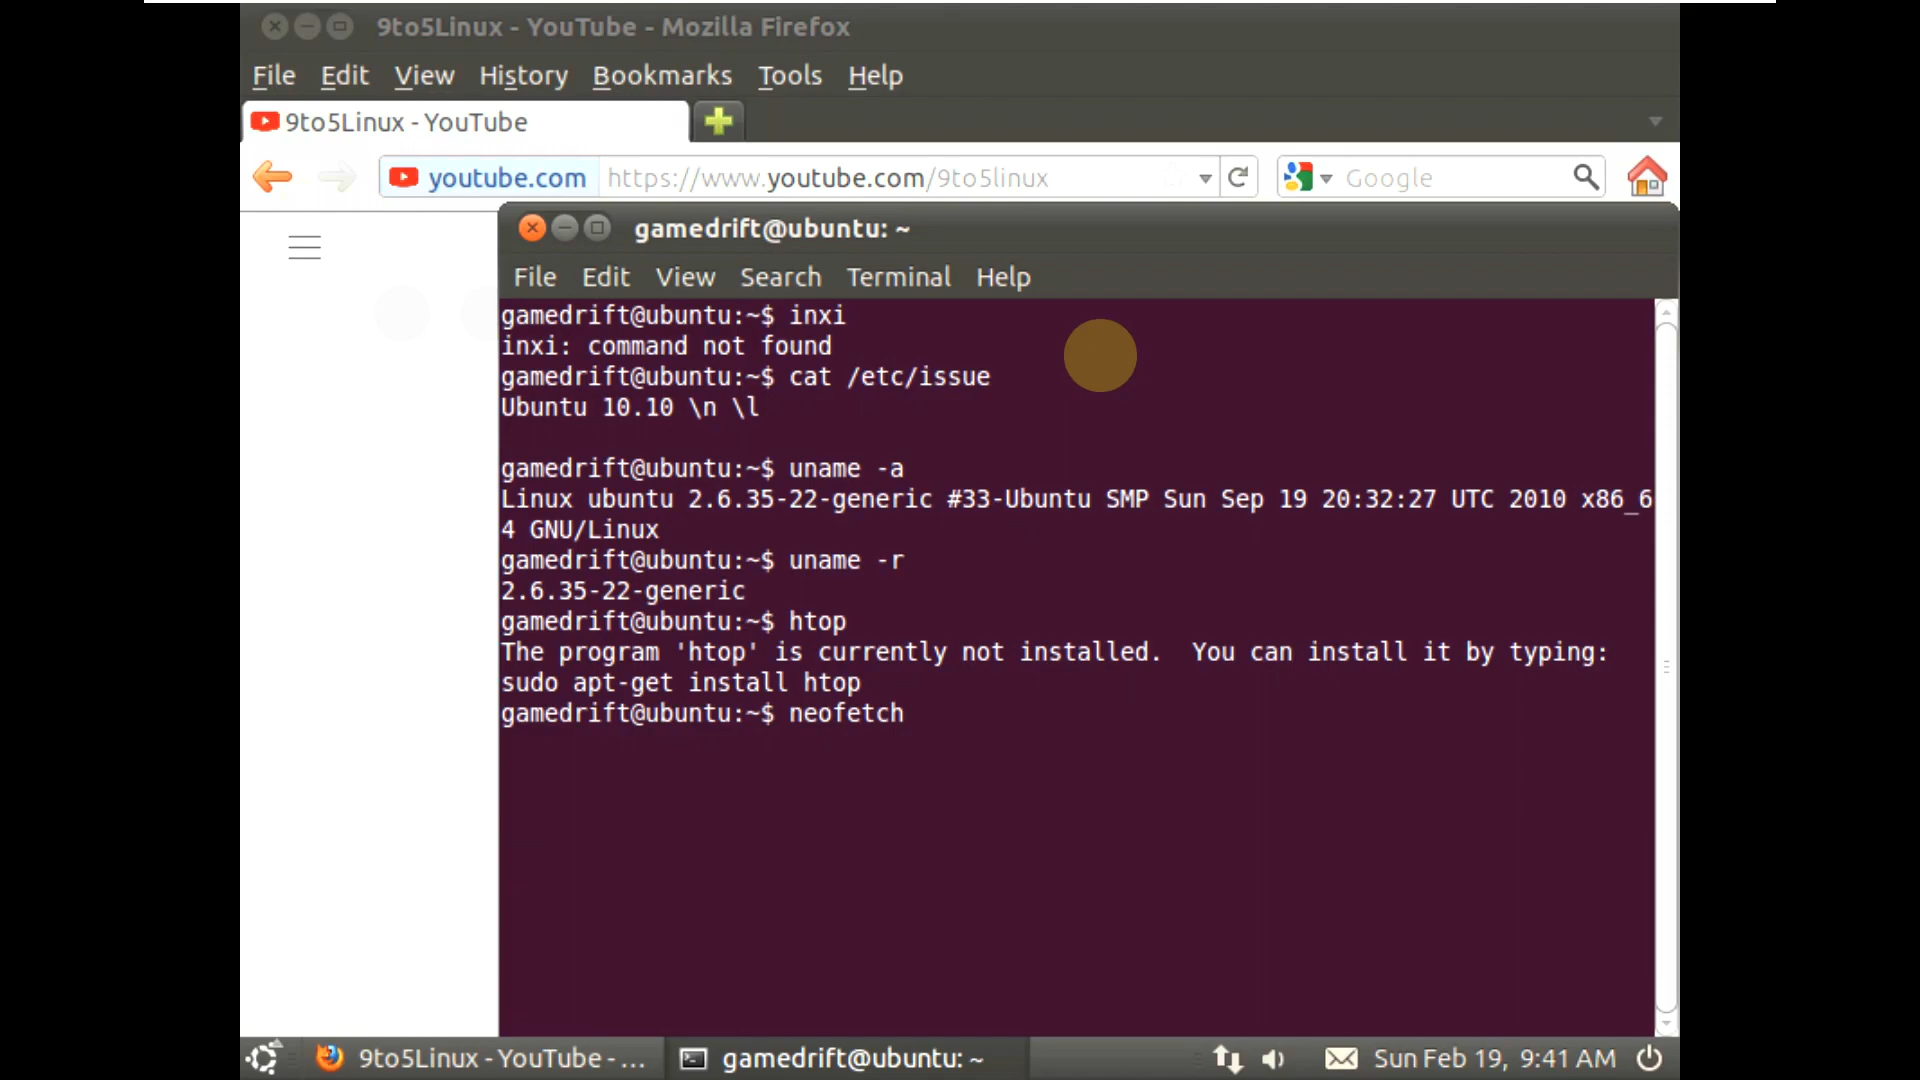 9to5Linux - YouTube - Mozilla Firefox
File Edit View History Bookmarks Tools Help
9to5Linux - YouTube
youtube.com https://www.youtube.com/9to5linux Google
gamedrift@ubuntu: ~
File Edit View Search Terminal Help
gamedrift@ubuntu:~$ inxi
inxi: command not found
gamedrift@ubuntu:~$ cat /etc/issue
Ubuntu 10.10 \n \l
gamedrift@ubuntu:~$ uname -a
Linux ubuntu 2.6.35-22-generic #33-Ubuntu SMP Sun Sep 19 20:32:27 UTC 2010 x86_6
4 GNU/Linux
gamedrift@ubuntu:~$ uname -r
2.6.35-22-generic
gamedrift@ubuntu:~$ htop
The program 'htop' is currently not installed.  You can install it by typing:
sudo apt-get install htop
gamedrift@ubuntu:~$ neofetch
9to5Linux - YouTube - ... gamedrift@ubuntu: ~ Sun Feb 19, 9:41 AM